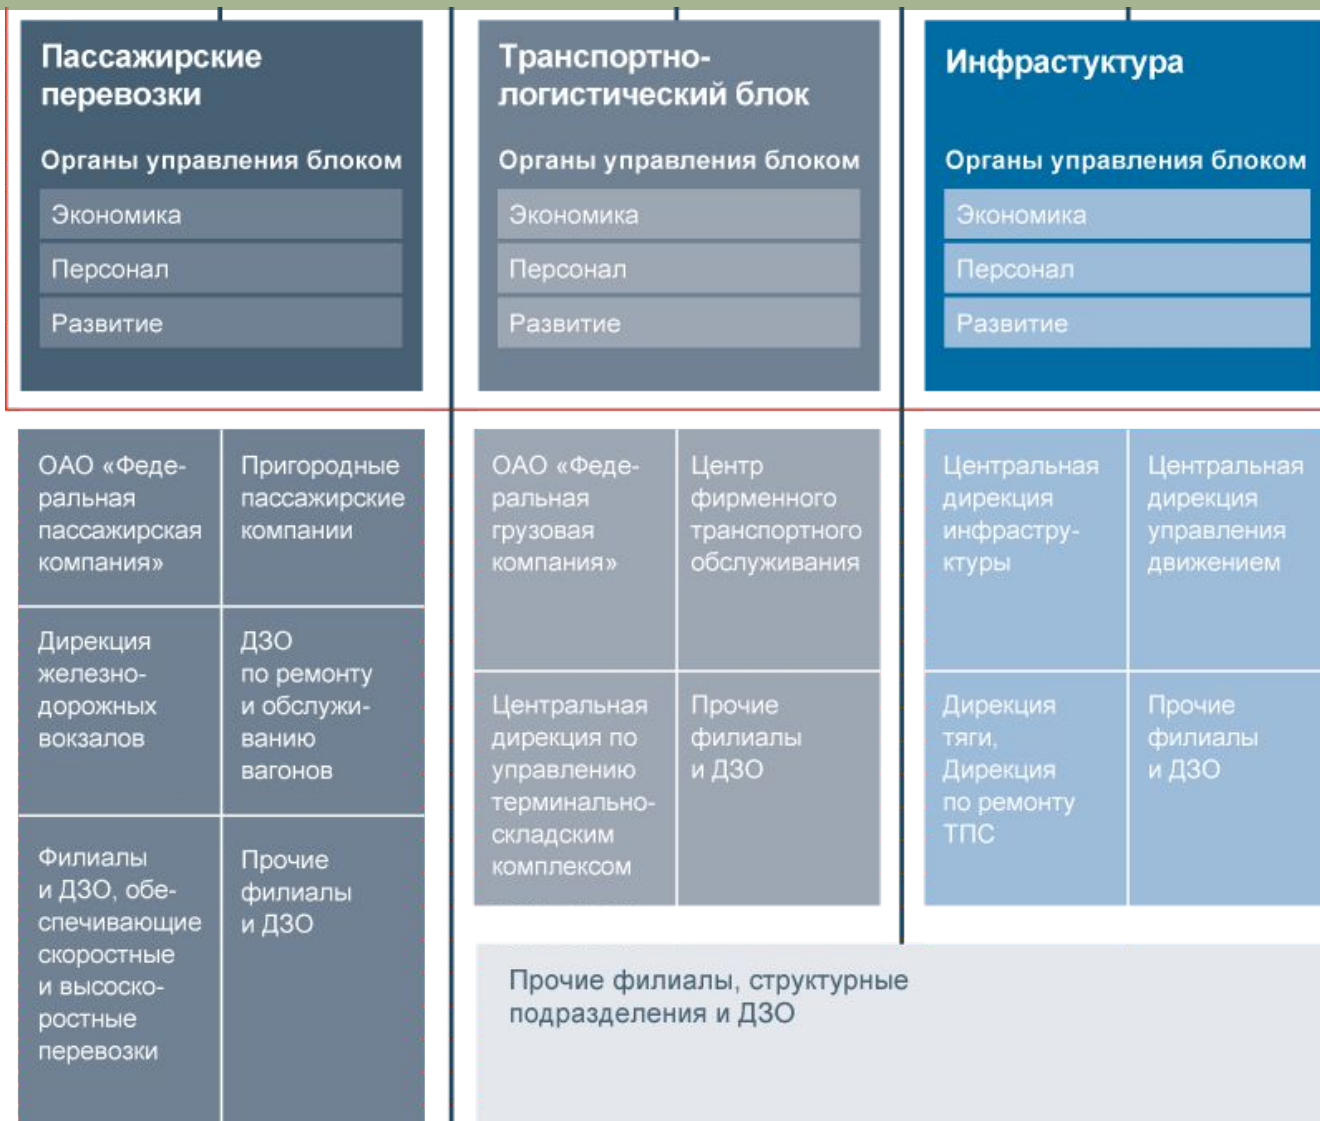 Пассажирские
перевозки
Органы управления блоком
Экономика
Персонал
Развитие
Транспортно-
логистический блок
Органы управления блоком
Экономика
Персонал
Развитие
Инфрастуктура
Органы управления блоком
Экономика
Персонал
Развитие
ОАО «Феде-
ральная
пассажирская
компания»
Пригородные
пассажирские
компании
Дирекция
железно-
дорожных
вокзалов
ДЗО
по ремонту
и обслужи-
ванию
вагонов
Филиалы
и ДЗО, обе-
спечивающие
скоростные
и высоско-
ростные
перевозки
Прочие
филиалы
и ДЗО
ОАО «Феде-
ральная
грузовая
компания»
Центр
фирменного
транспортного
обслуживания
Центральная
дирекция по
управлению
терминально-
складским
комплексом
Прочие
филиалы
и ДЗО
Центральная
дирекция
инфрастру-
ктуры
Центральная
дирекция
управления
движением
Дирекция
тяги,
Дирекция
по ремонту
ТПС
Прочие
филиалы
и ДЗО
Прочие филиалы, структурные
подразделения и ДЗО